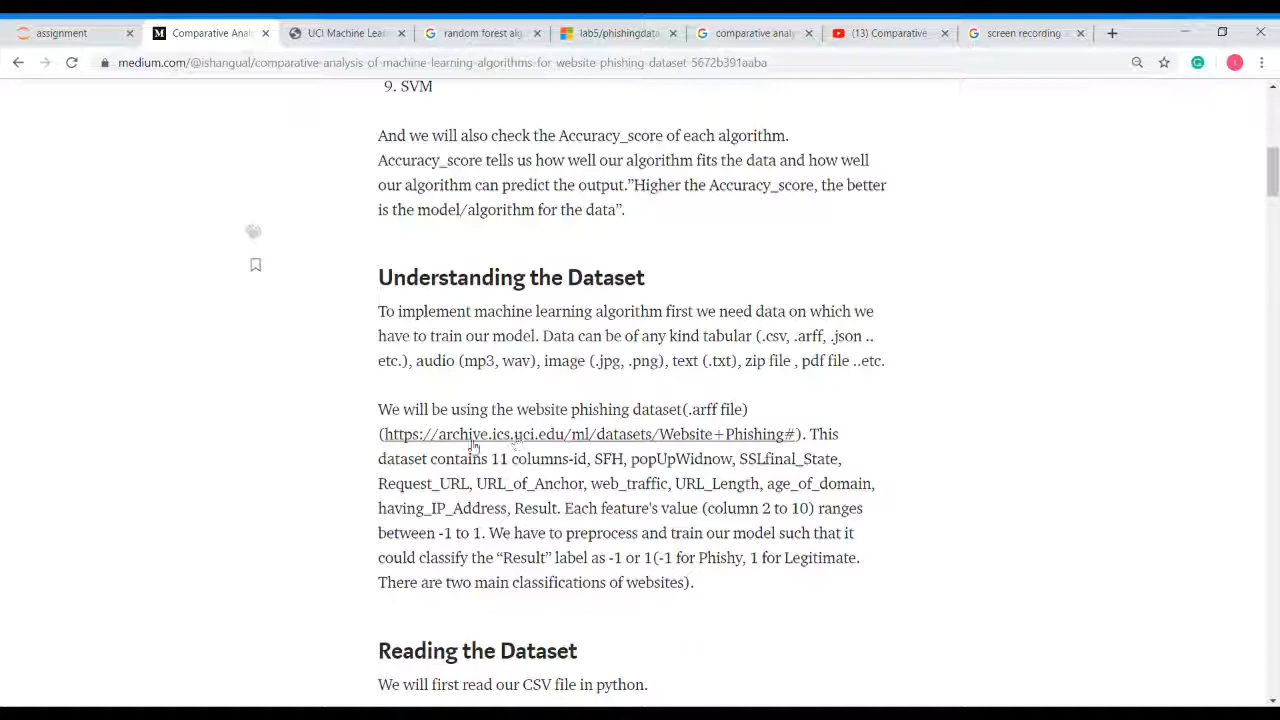 assignment
Comparative Anal
UCI Machine Lear
random forest alg
lab5/phishingdata
comparative analy
(13) Comparative
screen recording a
medium.com/@ishangual/comparative-analysis-of-machine-learning-algorithms-for-website-phishing-dataset-5672b391aaba
9. SVM
And we will also check the Accuracy_score of each algorithm.
Accuracy_score tells us how well our algorithm fits the data and how well
our algorithm can predict the output.”Higher the Accuracy_score, the better
is the model/algorithm for the data”.
Understanding the Dataset
To implement machine learning algorithm first we need data on which we
have to train our model. Data can be of any kind tabular (.csv, .arff, .json ..
etc.), audio (mp3, wav), image (.jpg, .png), text (.txt), zip file , pdf file ..etc.
We will be using the website phishing dataset(.arff file)
(https://archive.ics.uci.edu/ml/datasets/Website+Phishing#). This
dataset contains 11 columns-id, SFH, popUpWidnow, SSLfinal_State,
Request_URL, URL_of_Anchor, web_traffic, URL_Length, age_of_domain,
having_IP_Address, Result. Each feature's value (column 2 to 10) ranges
between -1 to 1. We have to preprocess and train our model such that it
could classify the “Result” label as -1 or 1(-1 for Phishy, 1 for Legitimate.
There are two main classifications of websites).
Reading the Dataset
We will first read our CSV file in python.